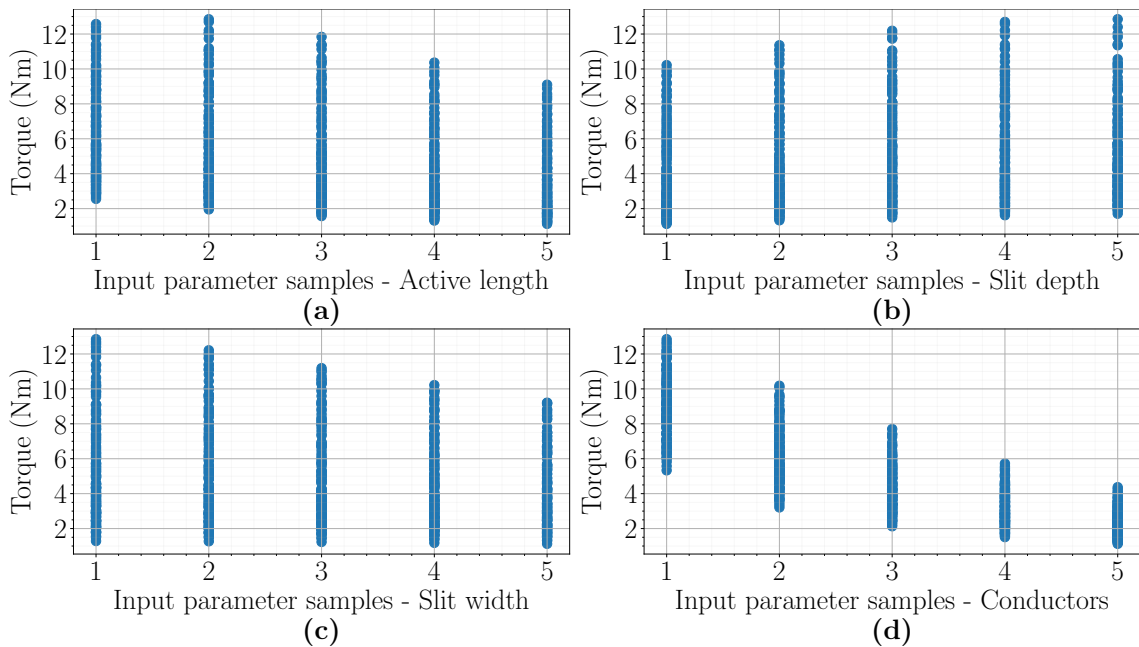 Torque (Nm)
12
10
8
6
4
2
1 2 3 4 5
Input parameter samples - Active length
(a)
Torque (Nm)
12
10
8
6
4
2
1 2 3 4 5
Input parameter samples - Slit depth
(b)
Torque (Nm)
12
10
8
6
4
2
1 2 3 4 5
Input parameter samples - Slit width
(c)
Torque (Nm)
12
10
8
6
4
2
1 2 3 4 5
Input parameter samples - Conductors
(d)